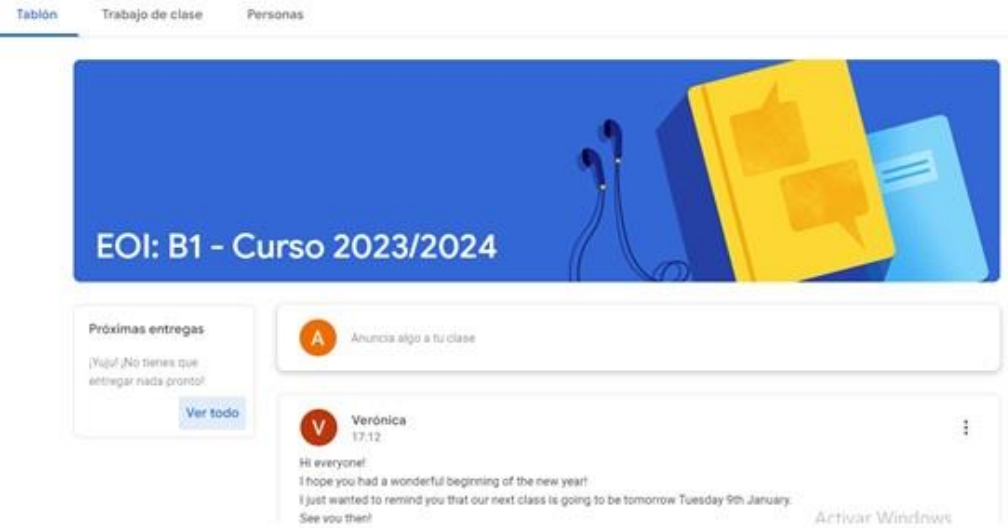 Tablón Trabajo de clase Personas
EOI: B1 - Curso 2023/2024
Próximas entregas
¡Yuju! ¡No tienes que
entregar nada pronto!
Ver todo
A
Anuncia algo a tu clase
V
Verónica
17:12
Hi everyone!
I hope you had a wonderful beginning of the new year!
I just wanted to remind you that our next class is going to be tomorrow Tuesday 9th January.
See you then!
Activar Windows